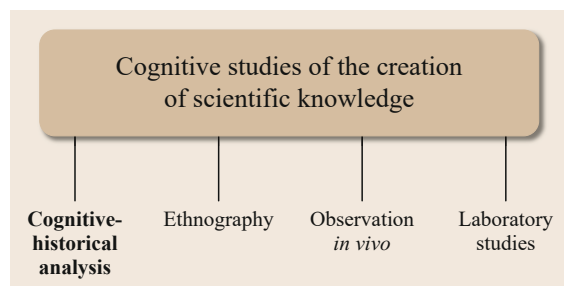 Cognitive studies of the creation
of scientific knowledge
Cognitive-
historical
analysis
Ethnography
Observation
in vivo
Laboratory
studies